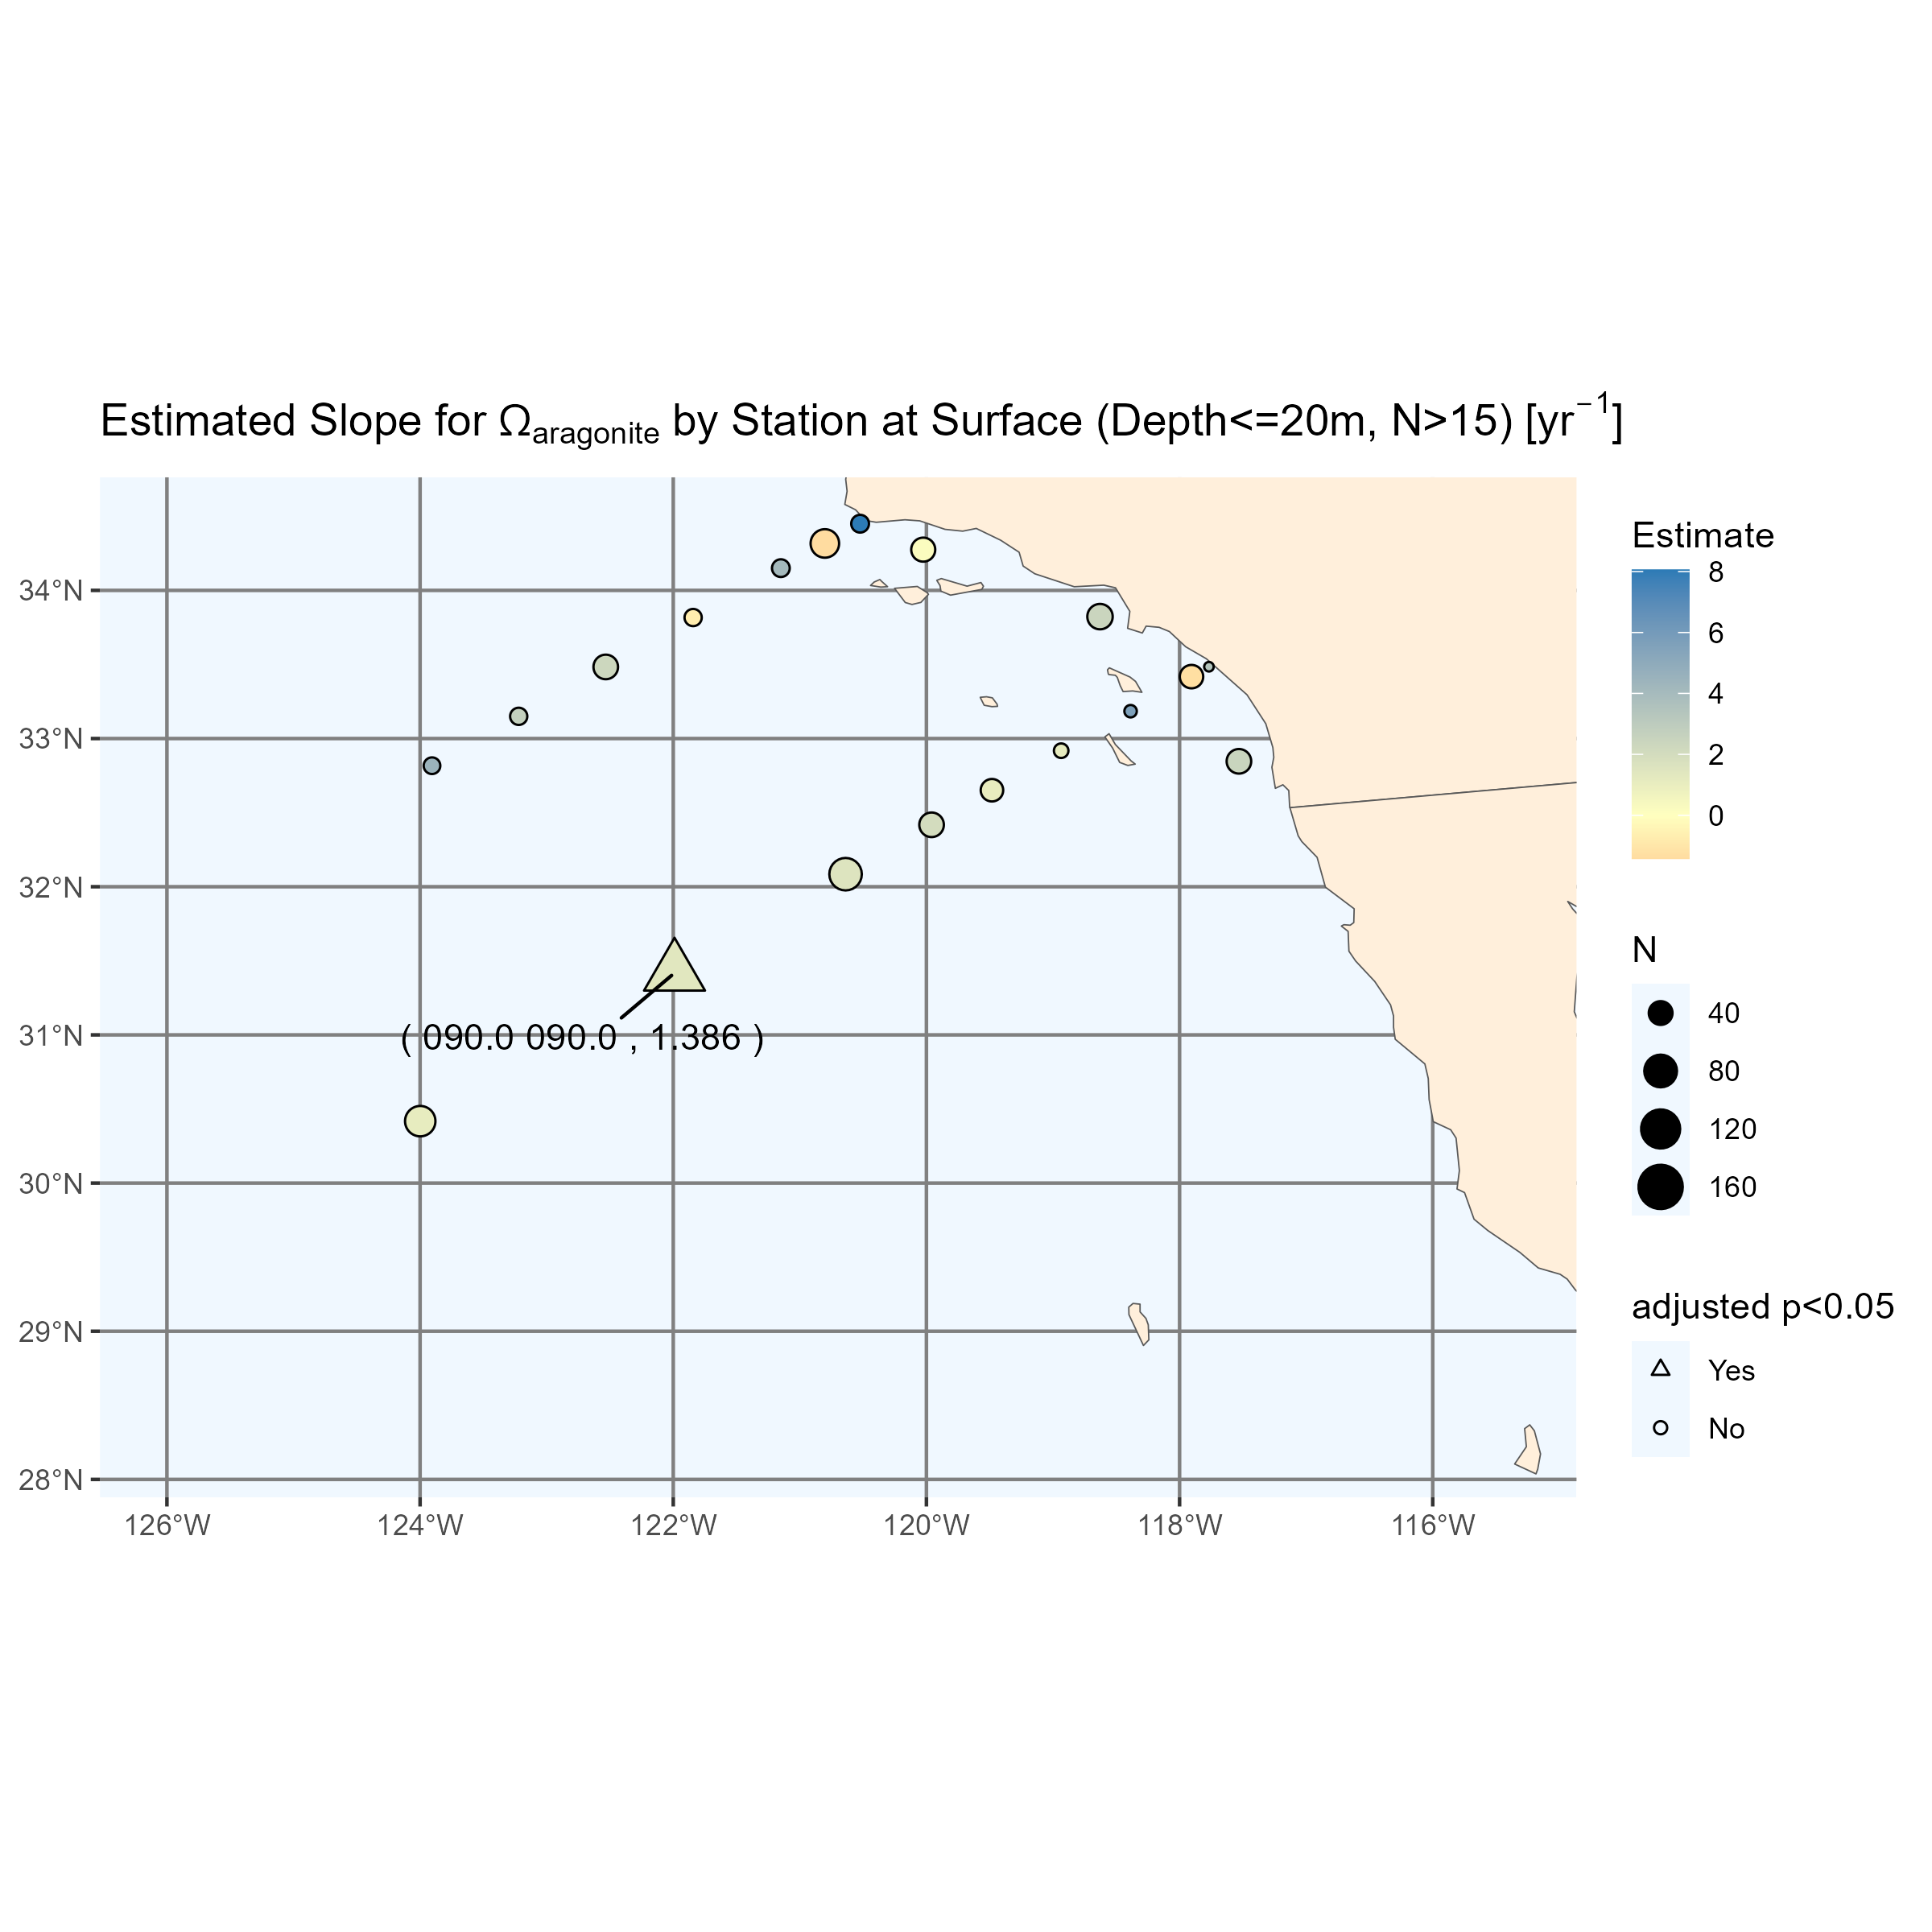 Estimated Slope for Ωaragonite by Station at Surface (Depth<=20m, N>15) [yr−1]
34°N
33°N
32°N
31°N
30°N
29°N
28°N
126°W
124°W
122°W
120°W
118°W
116°W
( 090.0 090.0 , 1.386 )
Estimate
8
6
4
2
0
N
40
80
120
160
adjusted p<0.05
Yes
No